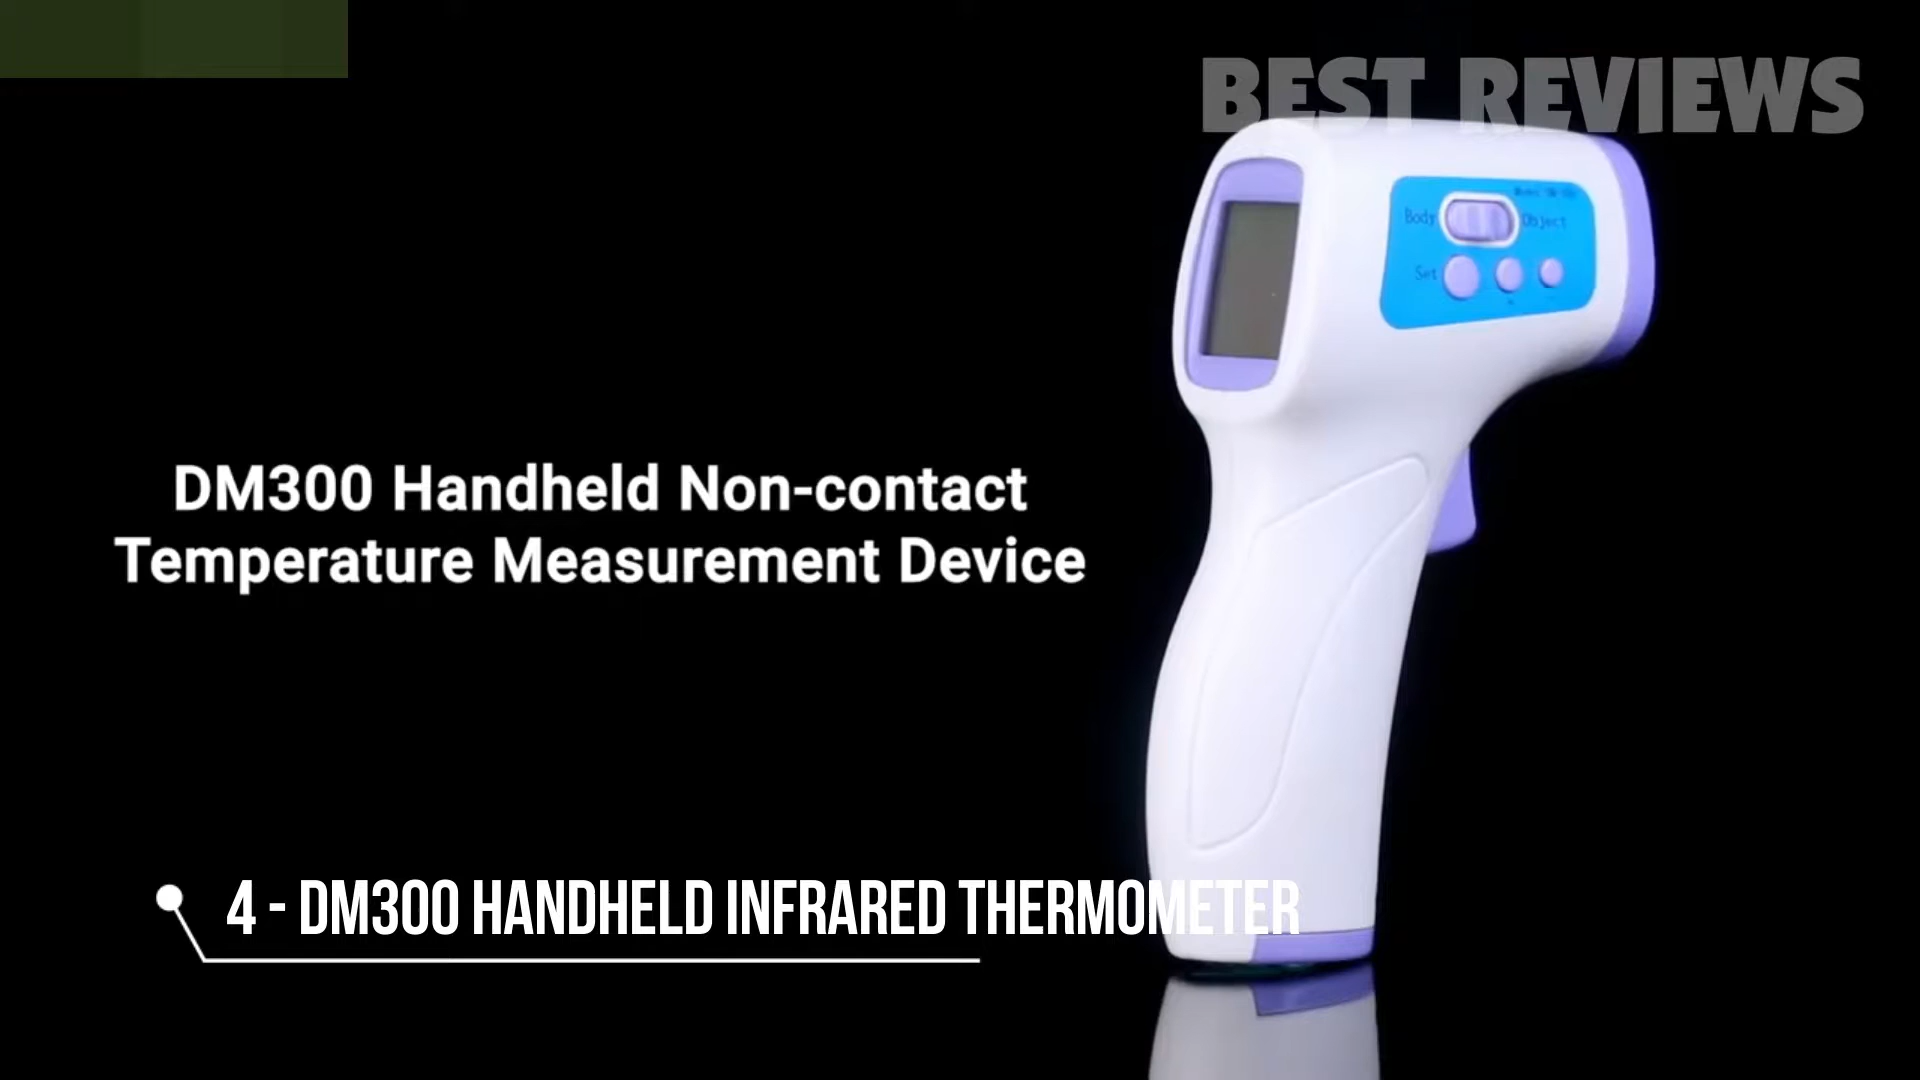 BEST REVIEWS
Body
Object
Set
DM300 Handheld Non-contact
Temperature Measurement Device
4 - DM300 HANDHELD INFRARED THERMOMETER